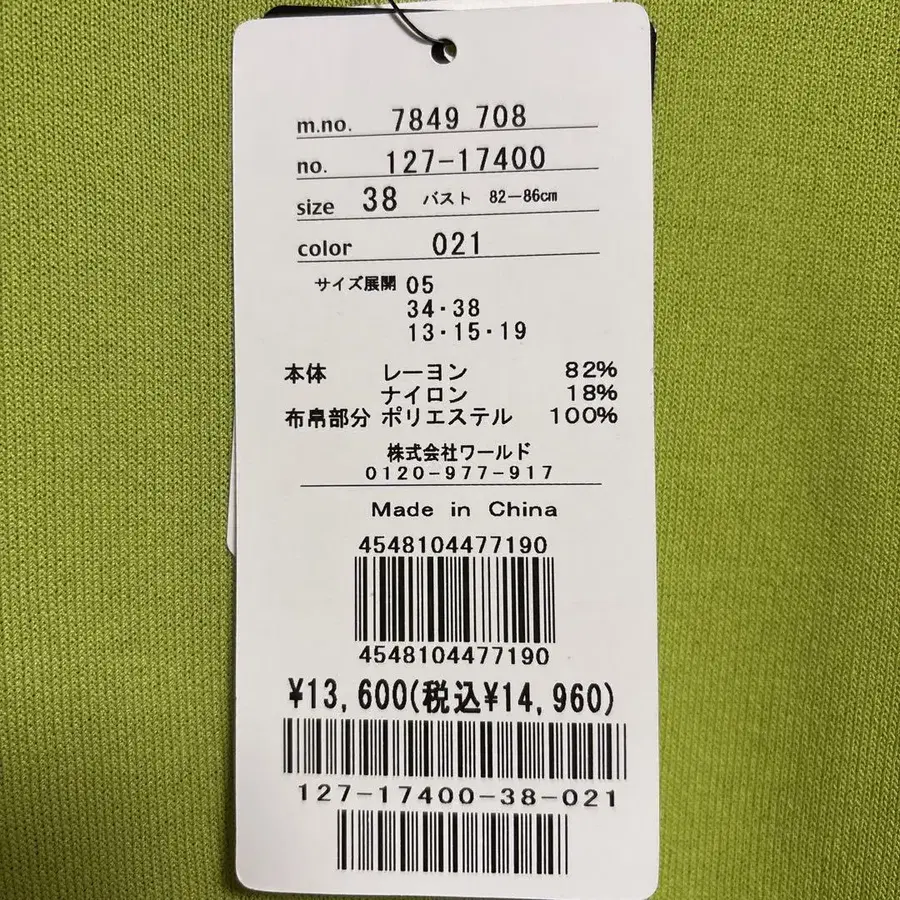 m.no. 7849 708
no. 127-17400
size 38 バスト 82-86cm
color 021
サイズ展開 05
34・38
13・15・19
本体 レーヨン 82%
ナイロン 18%
布帛部分 ポリエステル 100%
株式会社ワールド
0120-977-917
Made in China
4548104477190
4548104477190
¥13,600(税込¥14,960)
127-17400-38-021